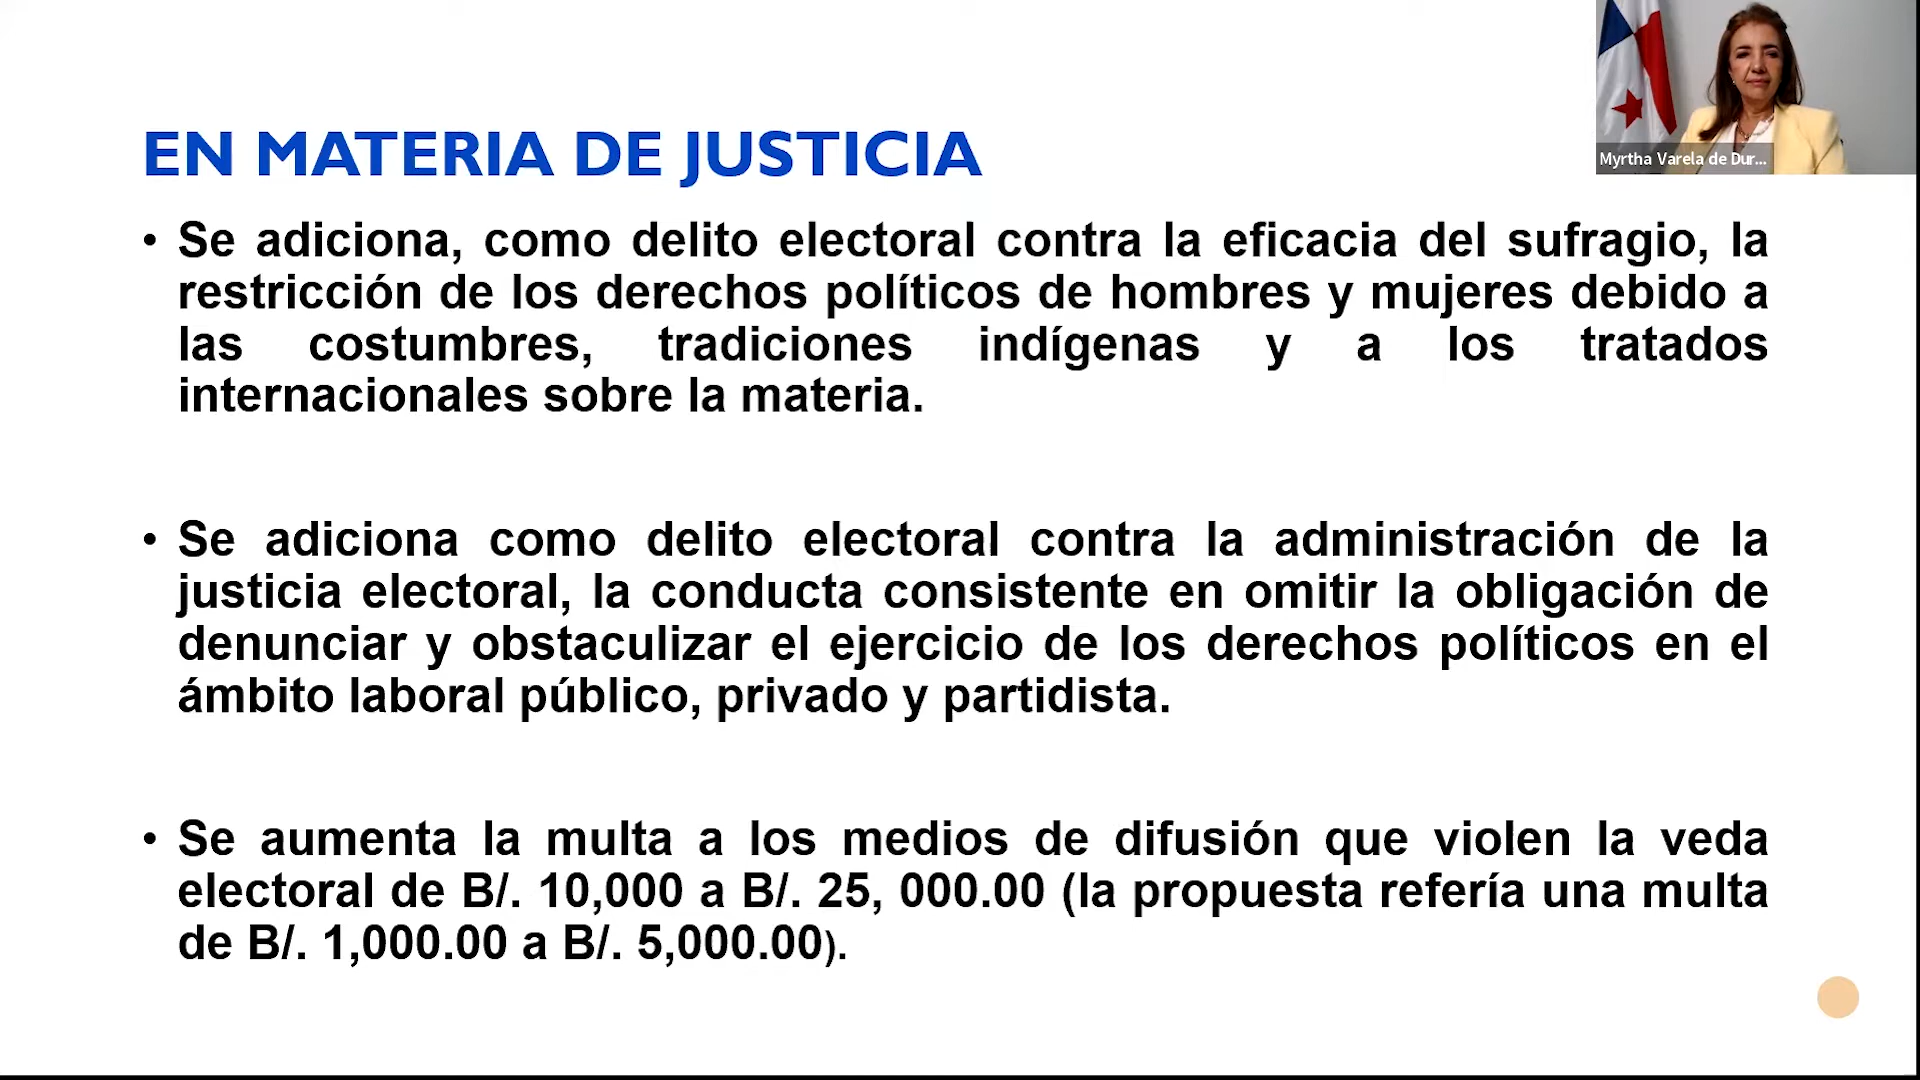 Myrtha Varela de Dur...
EN MATERIA DE JUSTICIA
• Se adiciona, como delito electoral contra la eficacia del sufragio, la
restricción de los derechos políticos de hombres y mujeres debido a
las costumbres, tradiciones indígenas y a los tratados
internacionales sobre la materia.
• Se adiciona como delito electoral contra la administración de la
justicia electoral, la conducta consistente en omitir la obligación de
denunciar y obstaculizar el ejercicio de los derechos políticos en el
ámbito laboral público, privado y partidista.
• Se aumenta la multa a los medios de difusión que violen la veda
electoral de B/. 10,000 a B/. 25, 000.00 (la propuesta refería una multa
de B/. 1,000.00 a B/. 5,000.00).